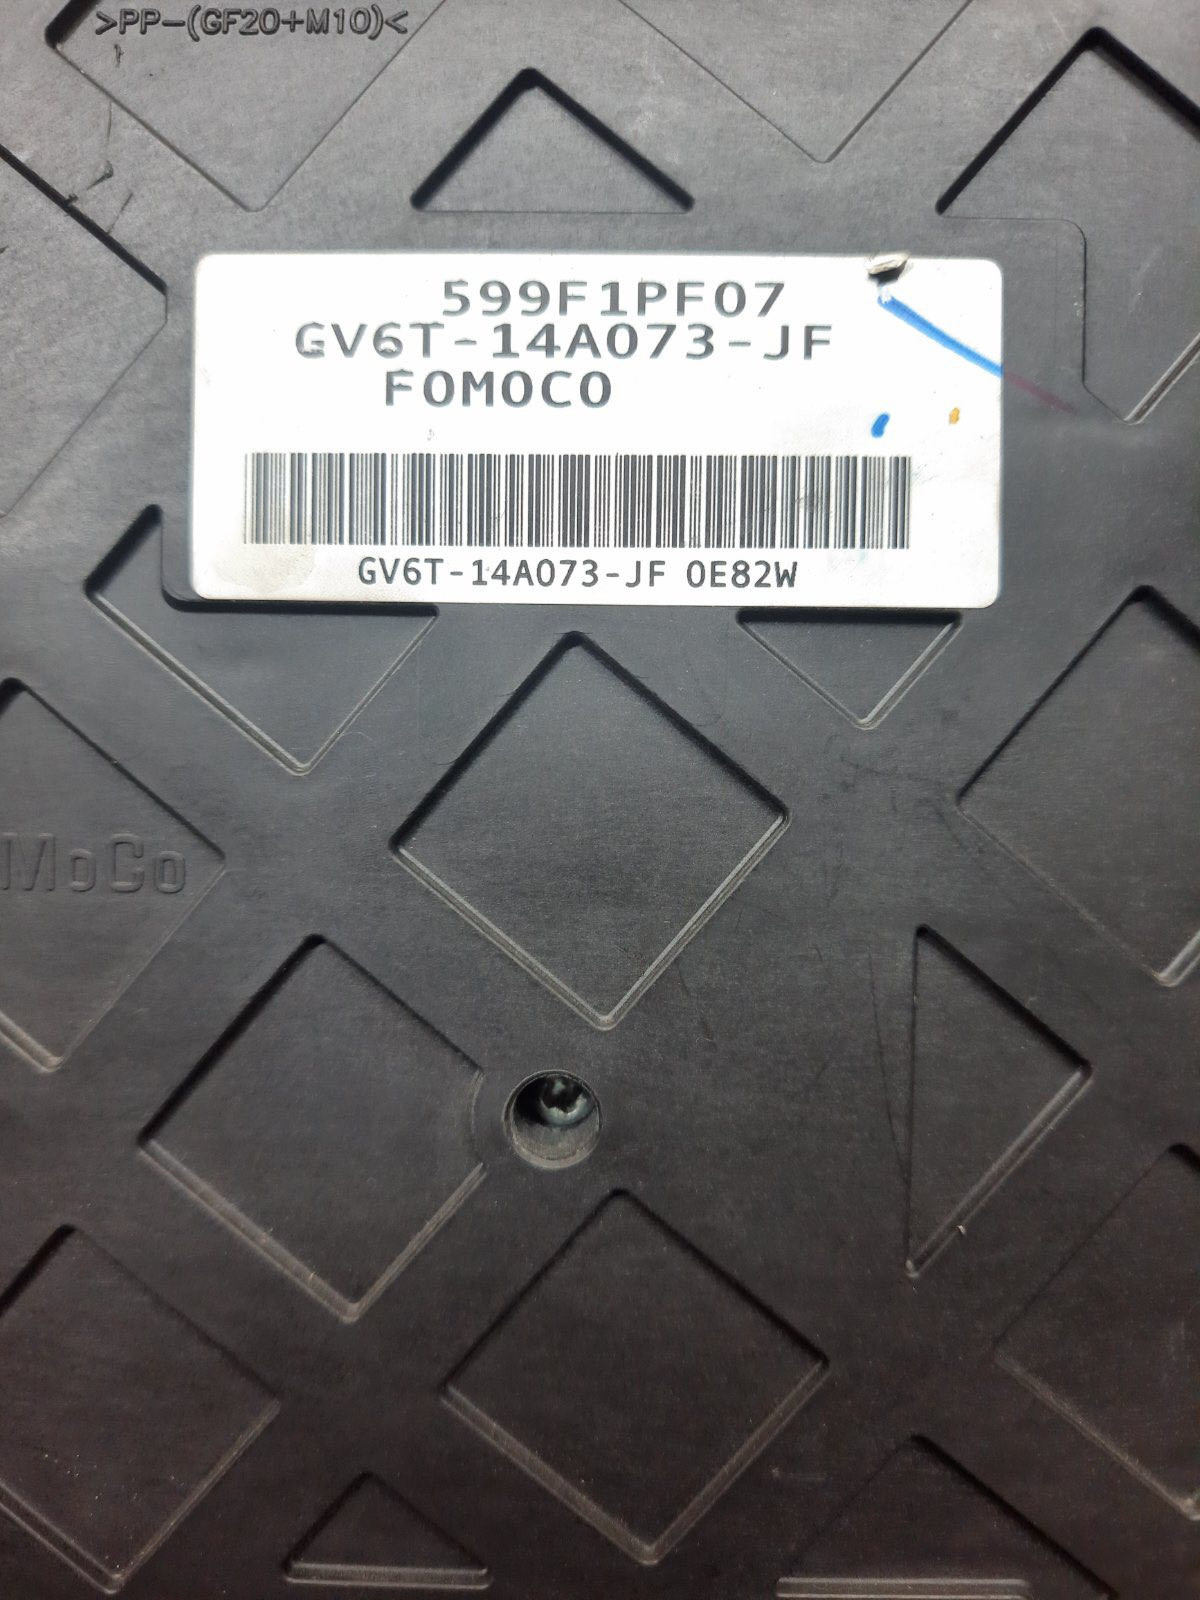 >PP-(GF20+M10)<
599F1PF07
GV6T-14A073-JF
FOMOCO
GV6T-14A073-JF 0E82W
MoCo